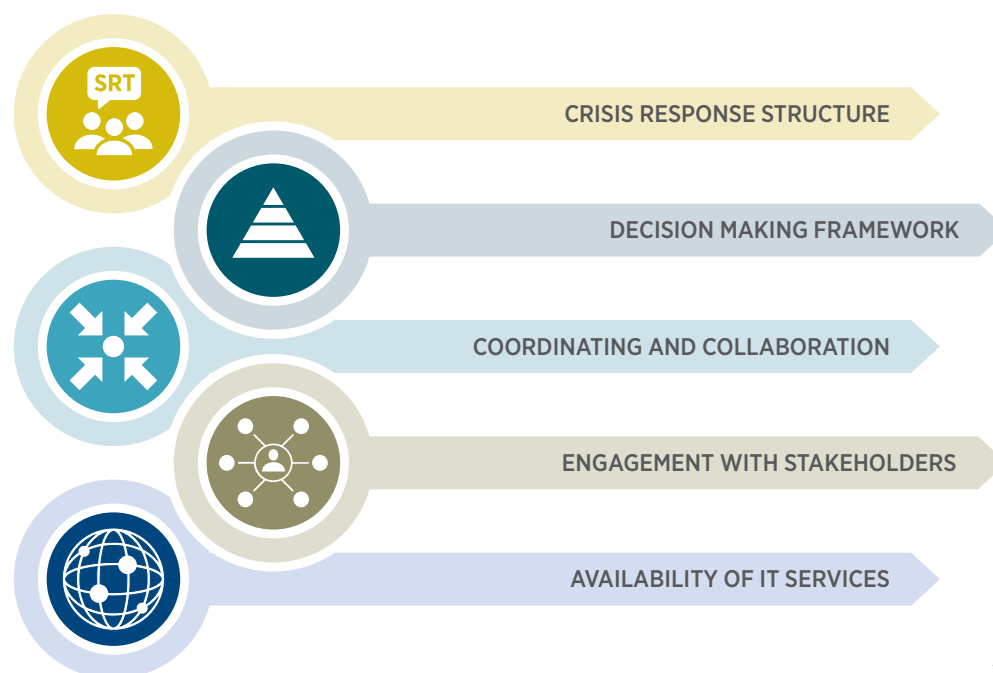 SRT
CRISIS RESPONSE STRUCTURE
DECISION MAKING FRAMEWORK
COORDINATING AND COLLABORATION
ENGAGEMENT WITH STAKEHOLDERS
AVAILABILITY OF IT SERVICES